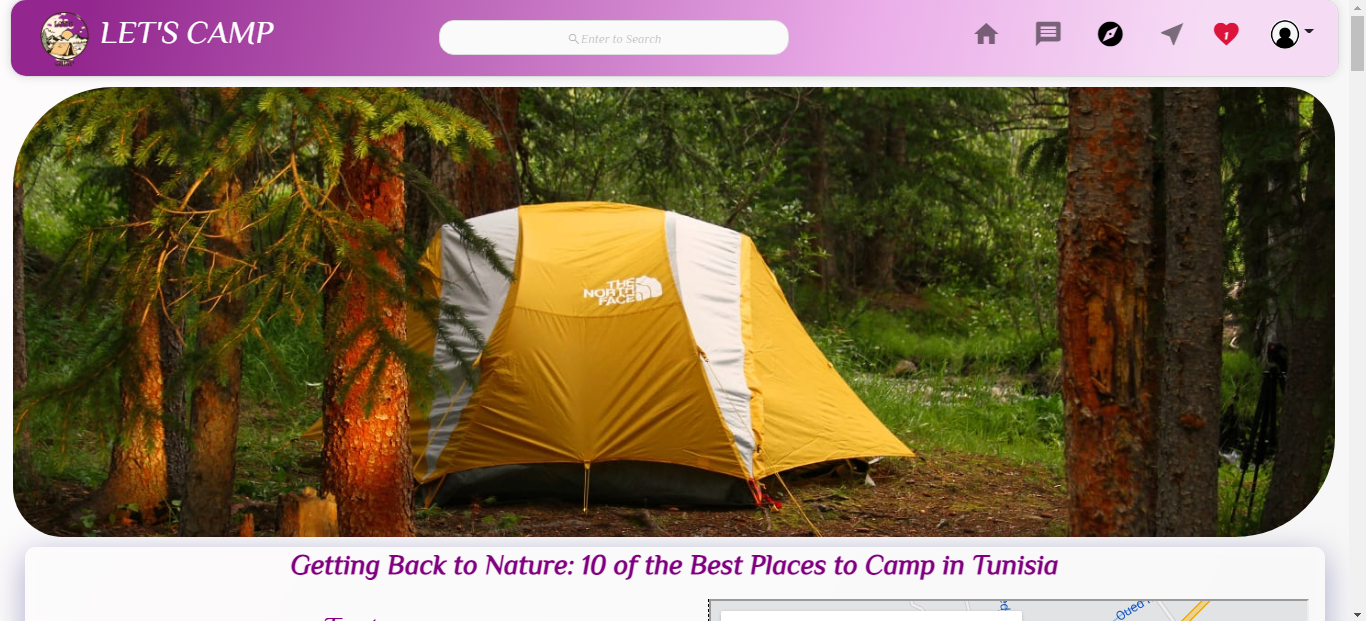 LET'S CAMP
Enter to Search
1
THE
NORTH
FACE
Getting Back to Nature: 10 of the Best Places to Camp in Tunisia